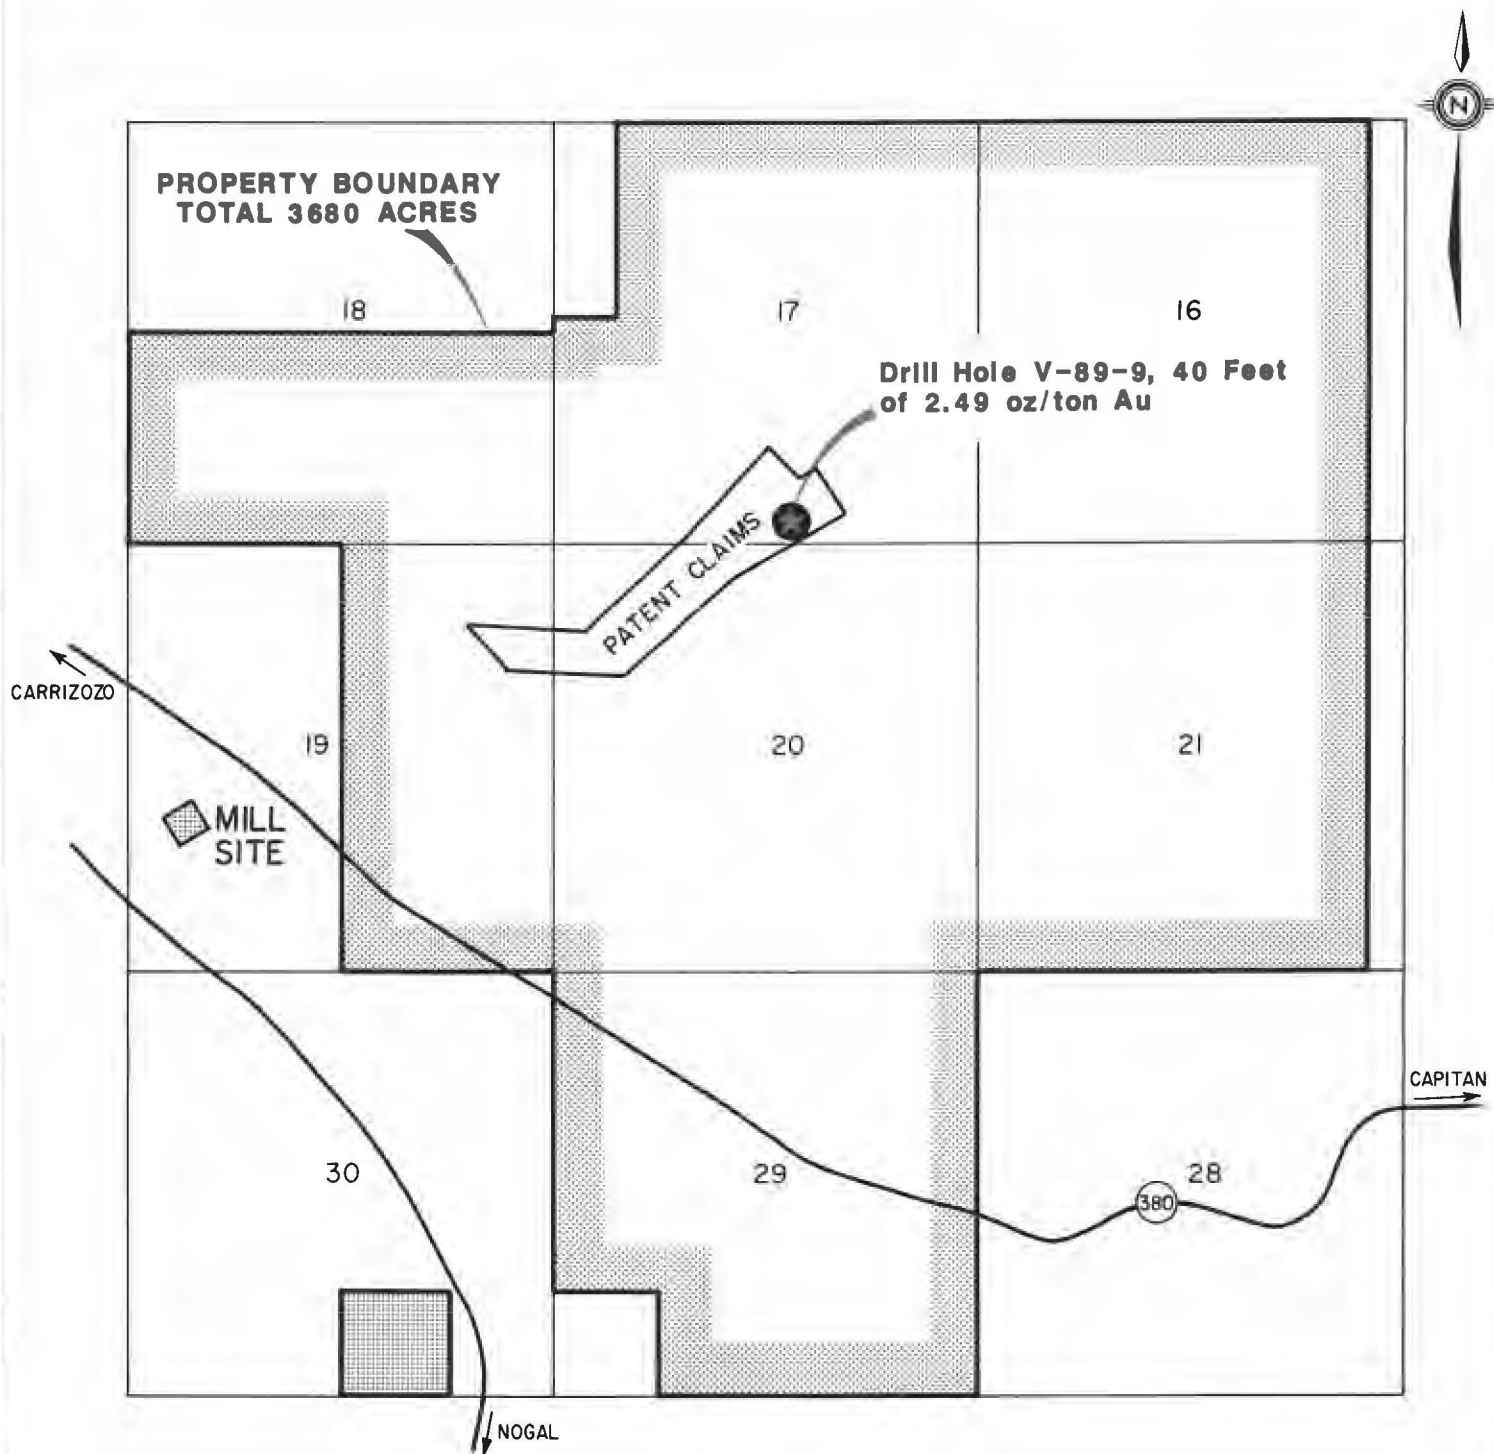 N
PROPERTY BOUNDARY
TOTAL 3680 ACRES
18
17
16
Drill Hole V-89-9, 40 Feet
of 2.49 oz/ton Au
PATENT CLAIMS
CARRIZOZO
19
20
21
MILL
SITE
CAPITAN
30
29
28
380
NOGAL